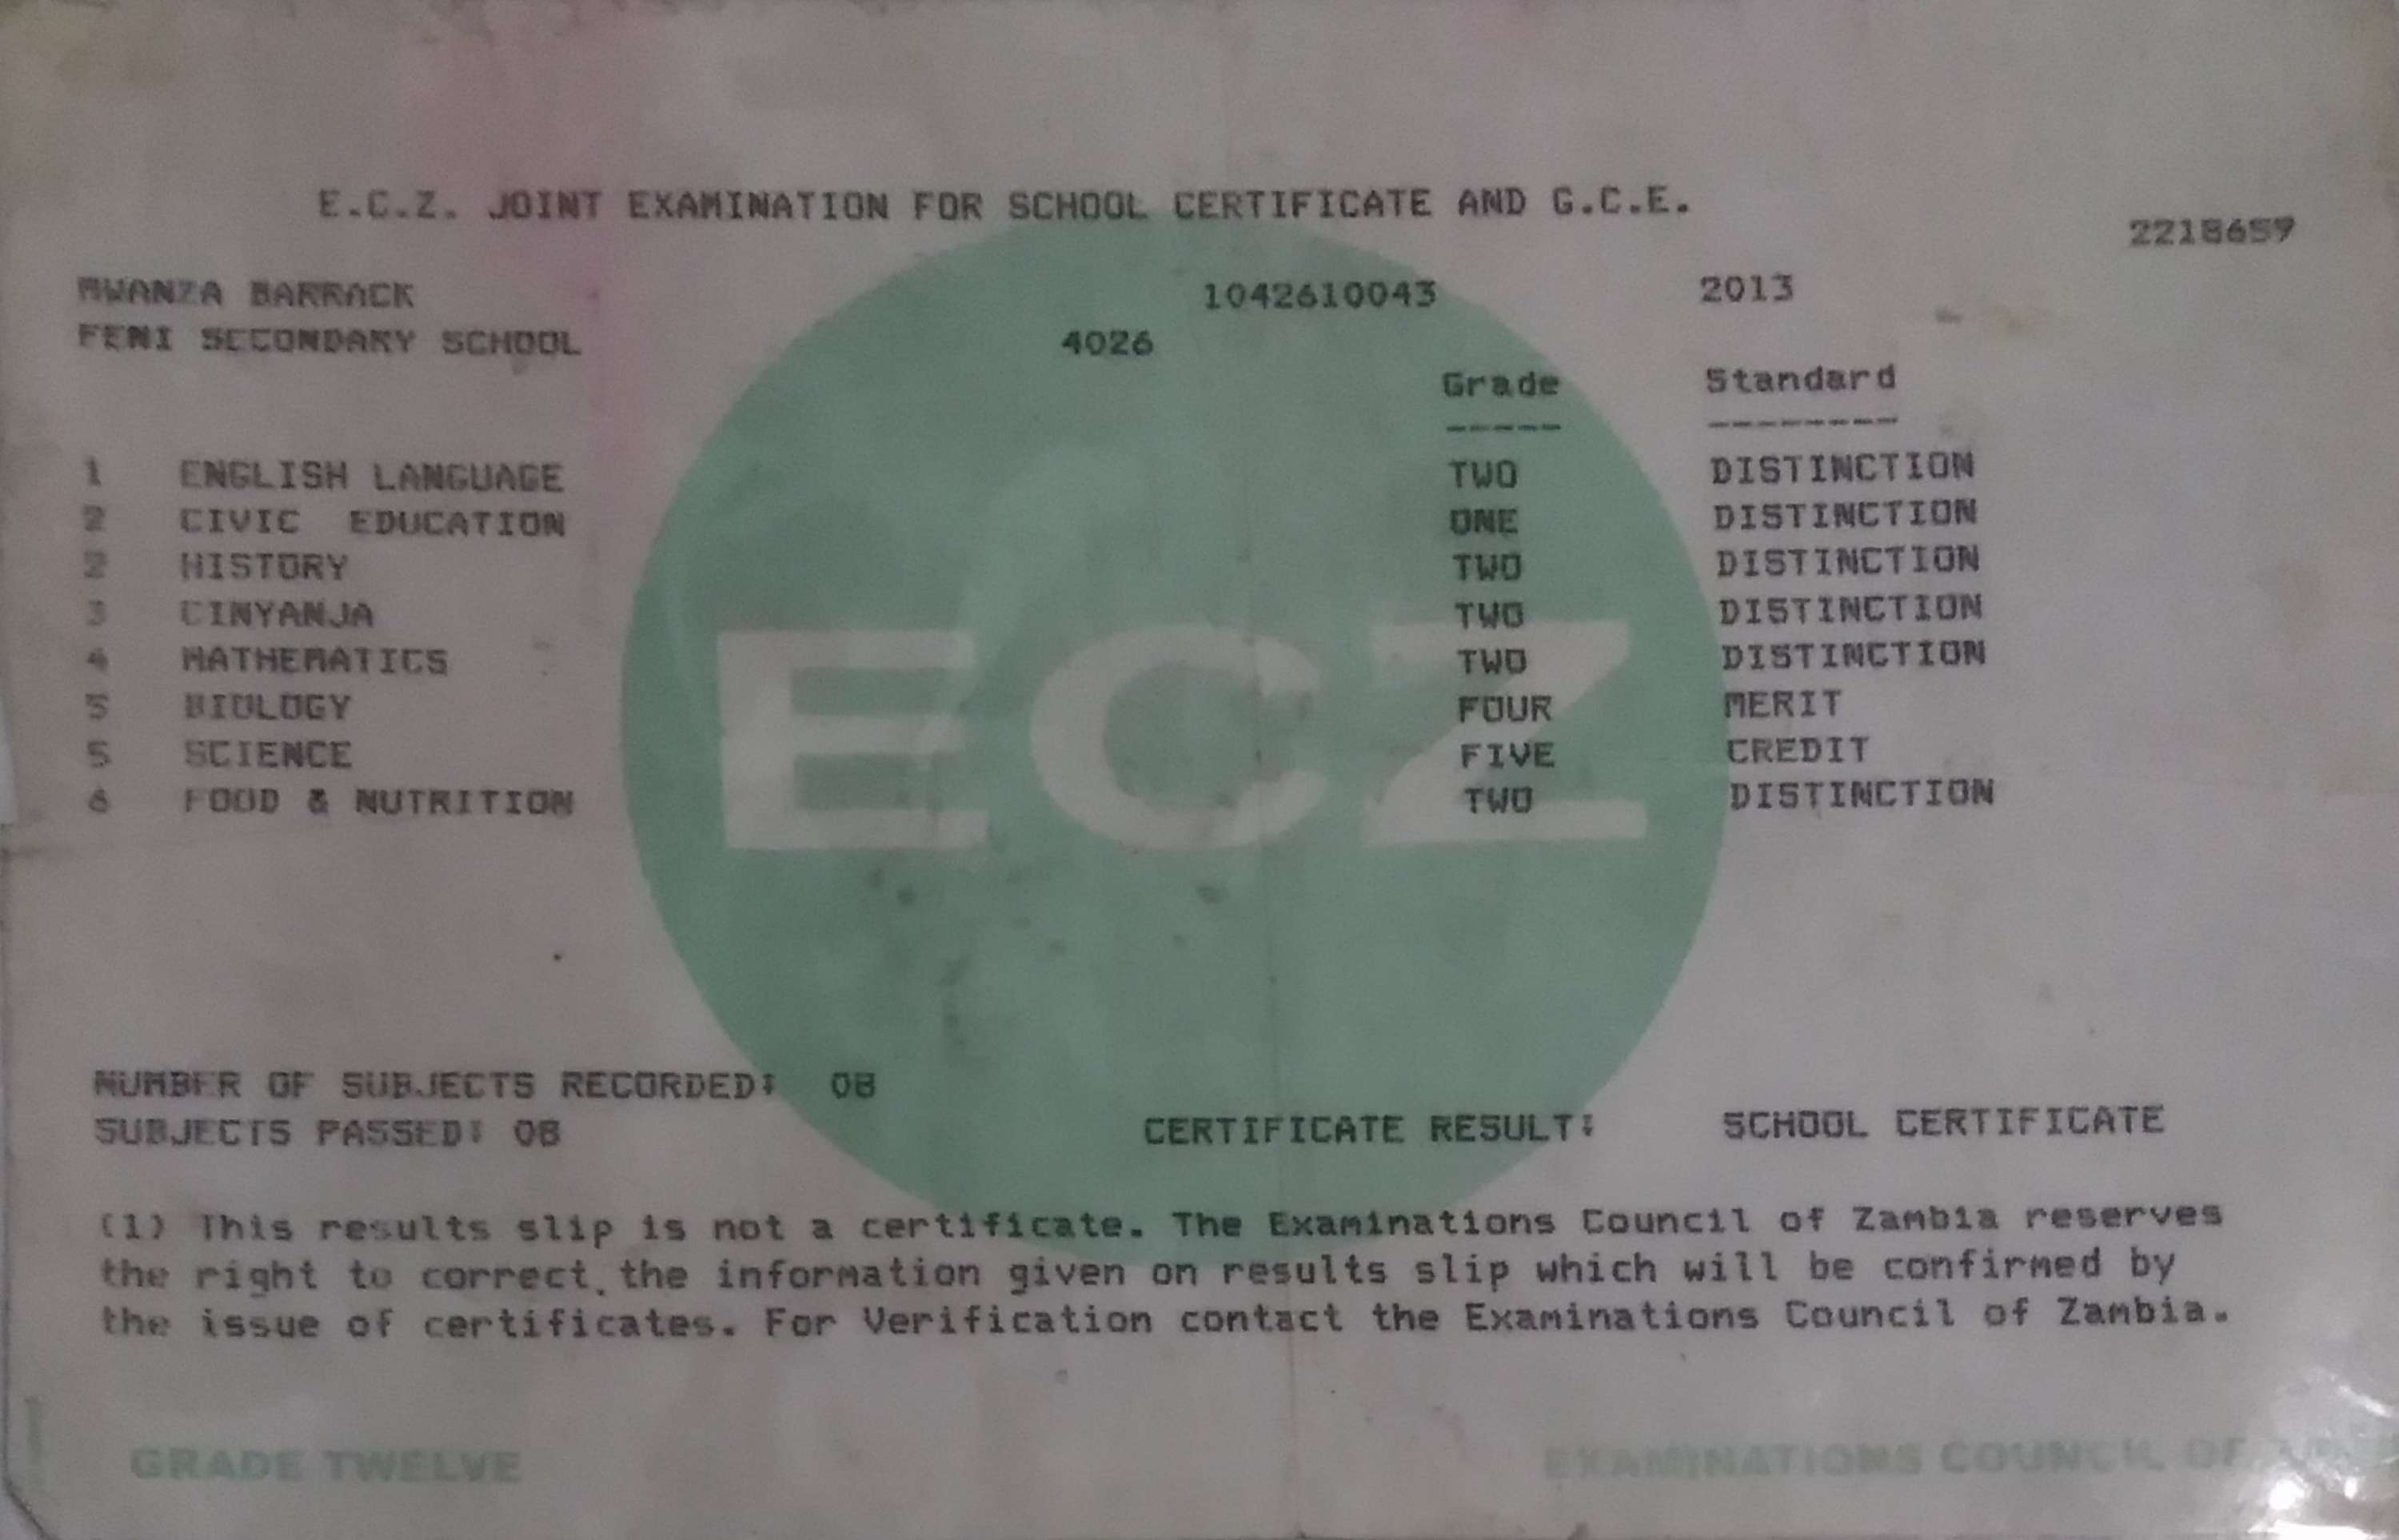 E.C.Z. JOINT EXAMINATION FOR SCHOOL CERTIFICATE AND G.C.E.
2218659
MWANZA BARRACK 1042610043 2013
FENI SECONDARY SCHOOL 4026
Grade Standard
----- --------
1 ENGLISH LANGUAGE TWO DISTINCTION
2 CIVIC EDUCATION ONE DISTINCTION
2 HISTORY TWO DISTINCTION
3 CINYANJA TWO DISTINCTION
4 MATHEMATICS TWO DISTINCTION
5 BIOLOGY FOUR MERIT
5 SCIENCE FIVE CREDIT
6 FOOD & NUTRITION TWO DISTINCTION
ECZ
NUMBER OF SUBJECTS RECORDED: 08
SUBJECTS PASSED: 08
CERTIFICATE RESULT: SCHOOL CERTIFICATE
(1) This results slip is not a certificate. The Examinations Council of Zambia reserves
the right to correct the information given on results slip which will be confirmed by
the issue of certificates. For Verification contact the Examinations Council of Zambia.
GRADE TWELVE EXAMINATIONS COUNCIL OF